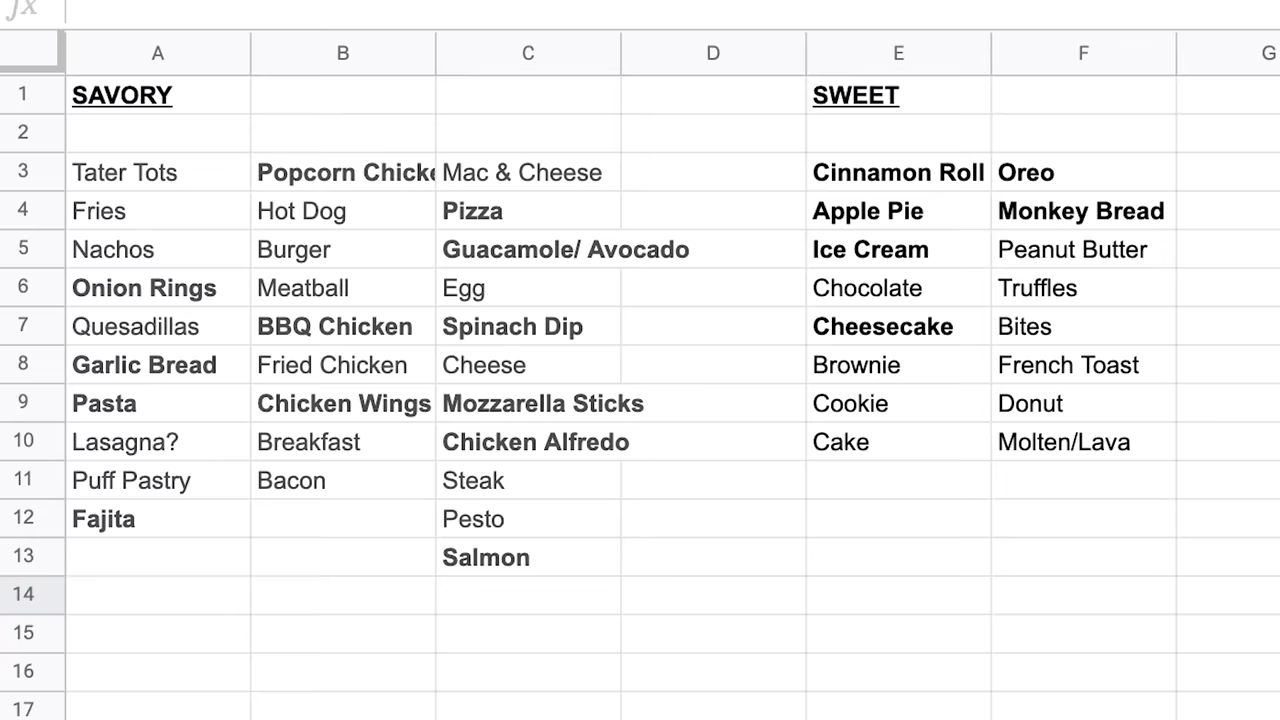 fx
A B C D E F G
1 SAVORY SWEET
2
3 Tater Tots Popcorn Chicke Mac & Cheese Cinnamon Roll Oreo
4 Fries Hot Dog Pizza Apple Pie Monkey Bread
5 Nachos Burger Guacamole/ Avocado Ice Cream Peanut Butter
6 Onion Rings Meatball Egg Chocolate Truffles
7 Quesadillas BBQ Chicken Spinach Dip Cheesecake Bites
8 Garlic Bread Fried Chicken Cheese Brownie French Toast
9 Pasta Chicken Wings Mozzarella Sticks Cookie Donut
10 Lasagna? Breakfast Chicken Alfredo Cake Molten/Lava
11 Puff Pastry Bacon Steak
12 Fajita Pesto
13 Salmon
14
15
16
17